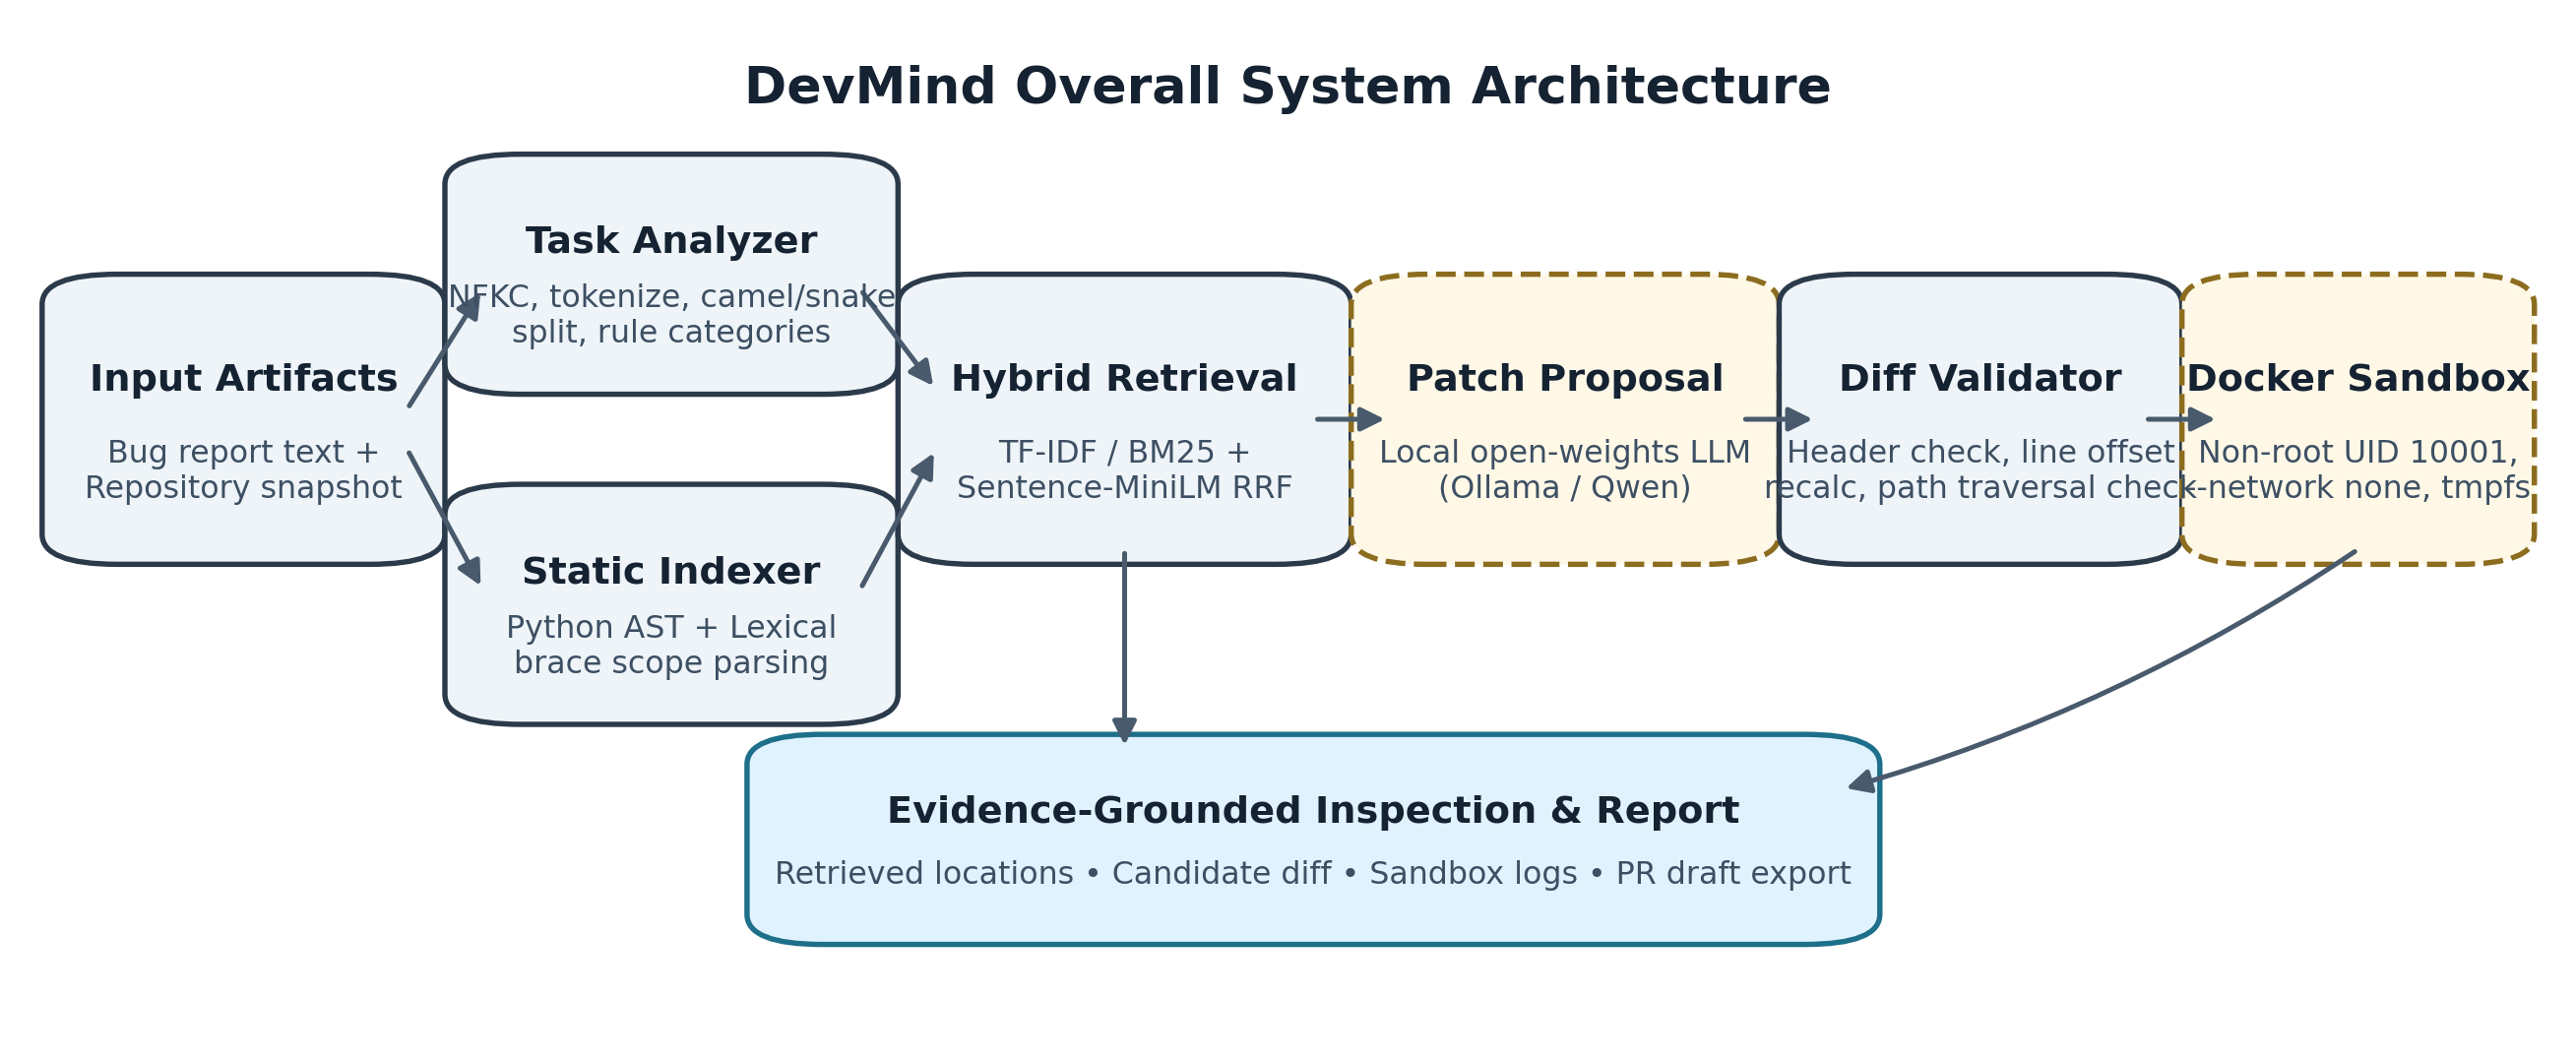 DevMind Overall System Architecture
Input Artifacts
Bug report text +
Repository snapshot
Task Analyzer
NFKC, tokenize, camel/snake
split, rule categories
Static Indexer
Python AST + Lexical
brace scope parsing
Hybrid Retrieval
TF-IDF / BM25 +
Sentence-MiniLM RRF
Patch Proposal
Local open-weights LLM
(Ollama / Qwen)
Diff Validator
Header check, line offset
recalc, path traversal check
Docker Sandbox
Non-root UID 10001,
-network none, tmpfs
Evidence-Grounded Inspection & Report
Retrieved locations • Candidate diff • Sandbox logs • PR draft export